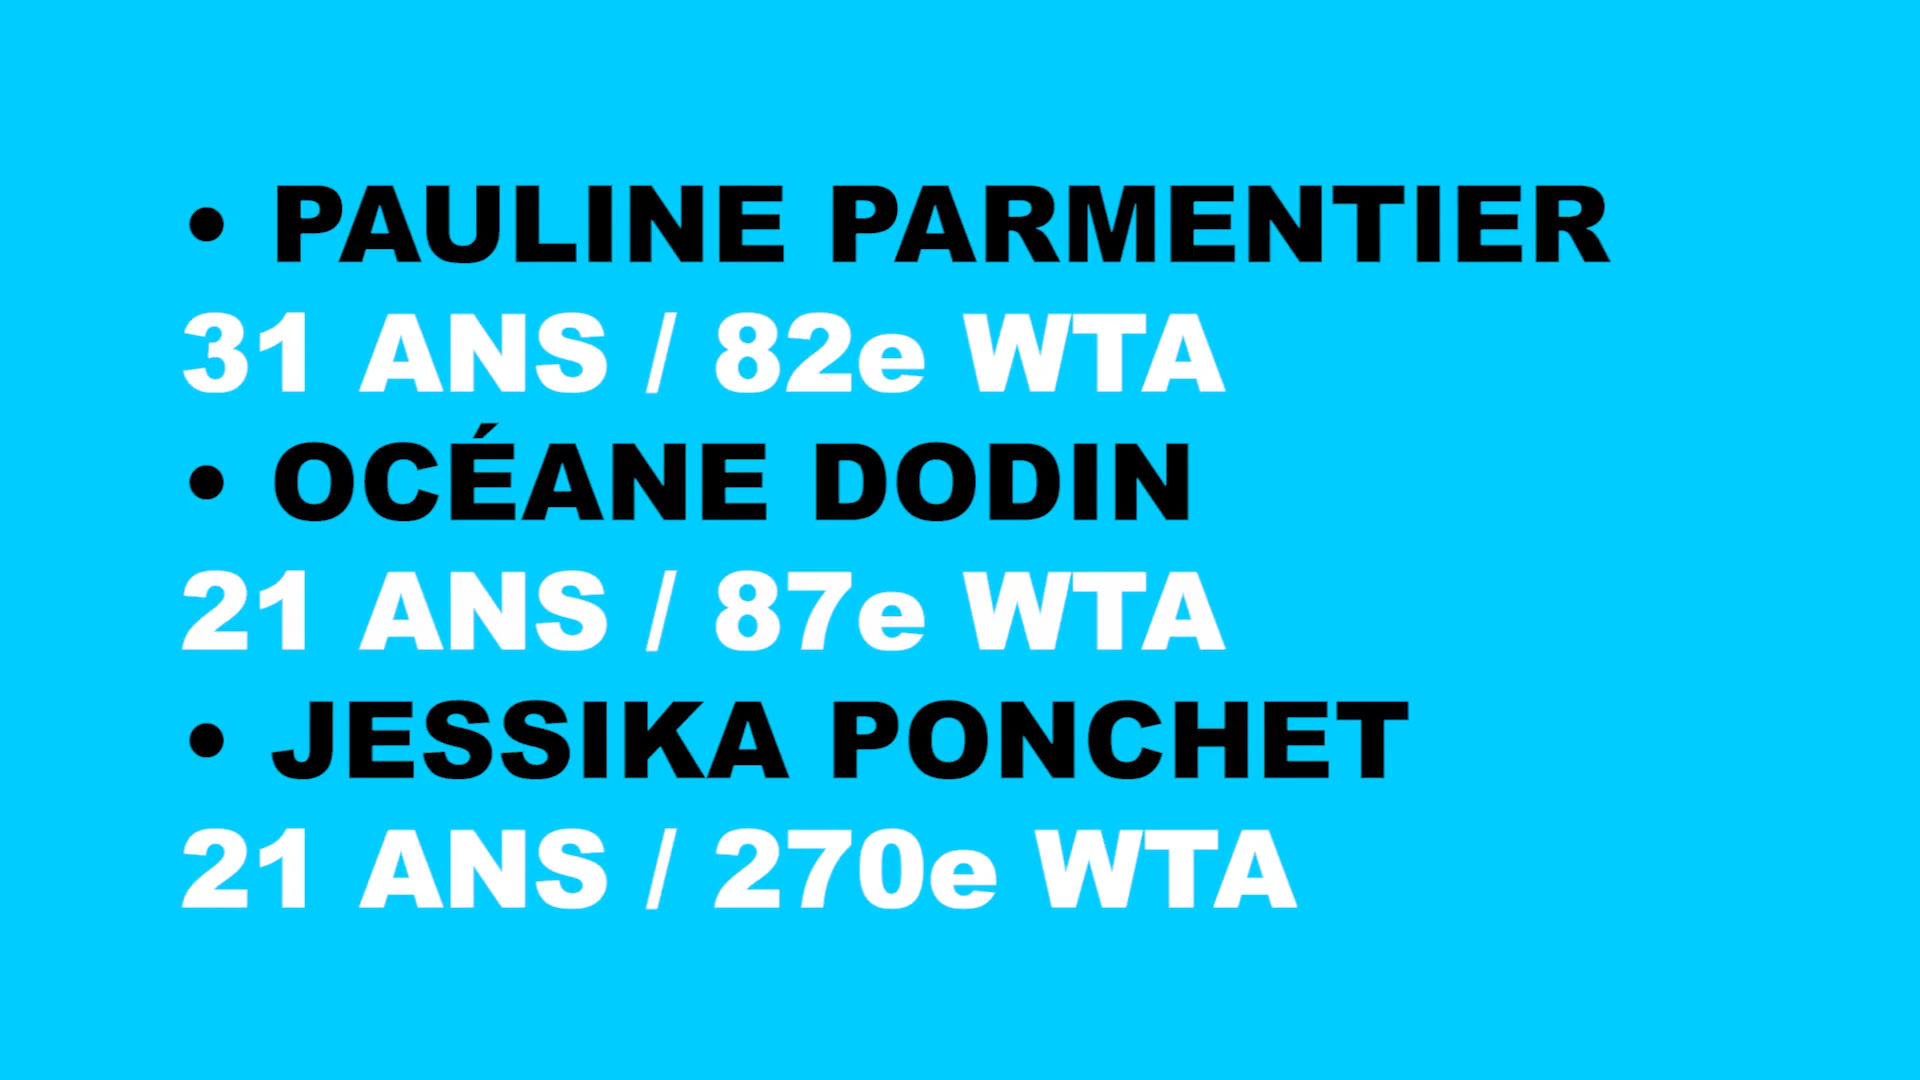 • PAULINE PARMENTIER
31 ANS / 82e WTA
• OCÉANE DODIN
21 ANS / 87e WTA
• JESSIKA PONCHET
21 ANS / 270e WTA